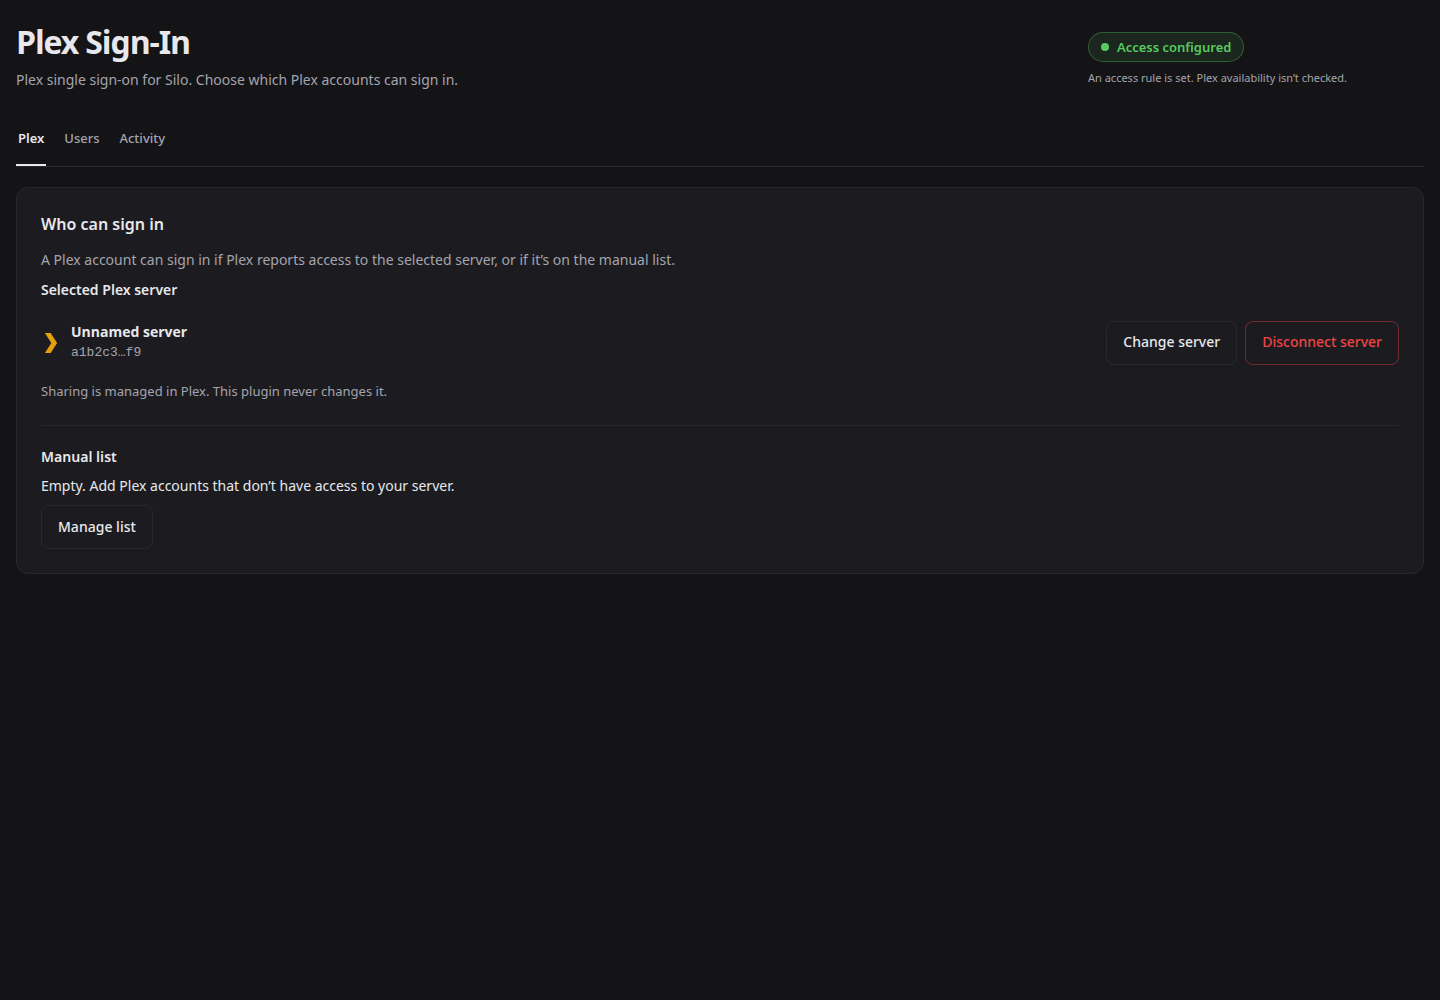 Plex Sign-In
Plex single sign-on for Silo. Choose which Plex accounts can sign in.
Access configured
An access rule is set. Plex availability isn’t checked.
Plex
Users
Activity
Who can sign in
A Plex account can sign in if Plex reports access to the selected server, or if it’s on the manual list.
Selected Plex server
Unnamed server
a1b2c3…f9
Change server
Disconnect server
Sharing is managed in Plex. This plugin never changes it.
Manual list
Empty. Add Plex accounts that don’t have access to your server.
Manage list